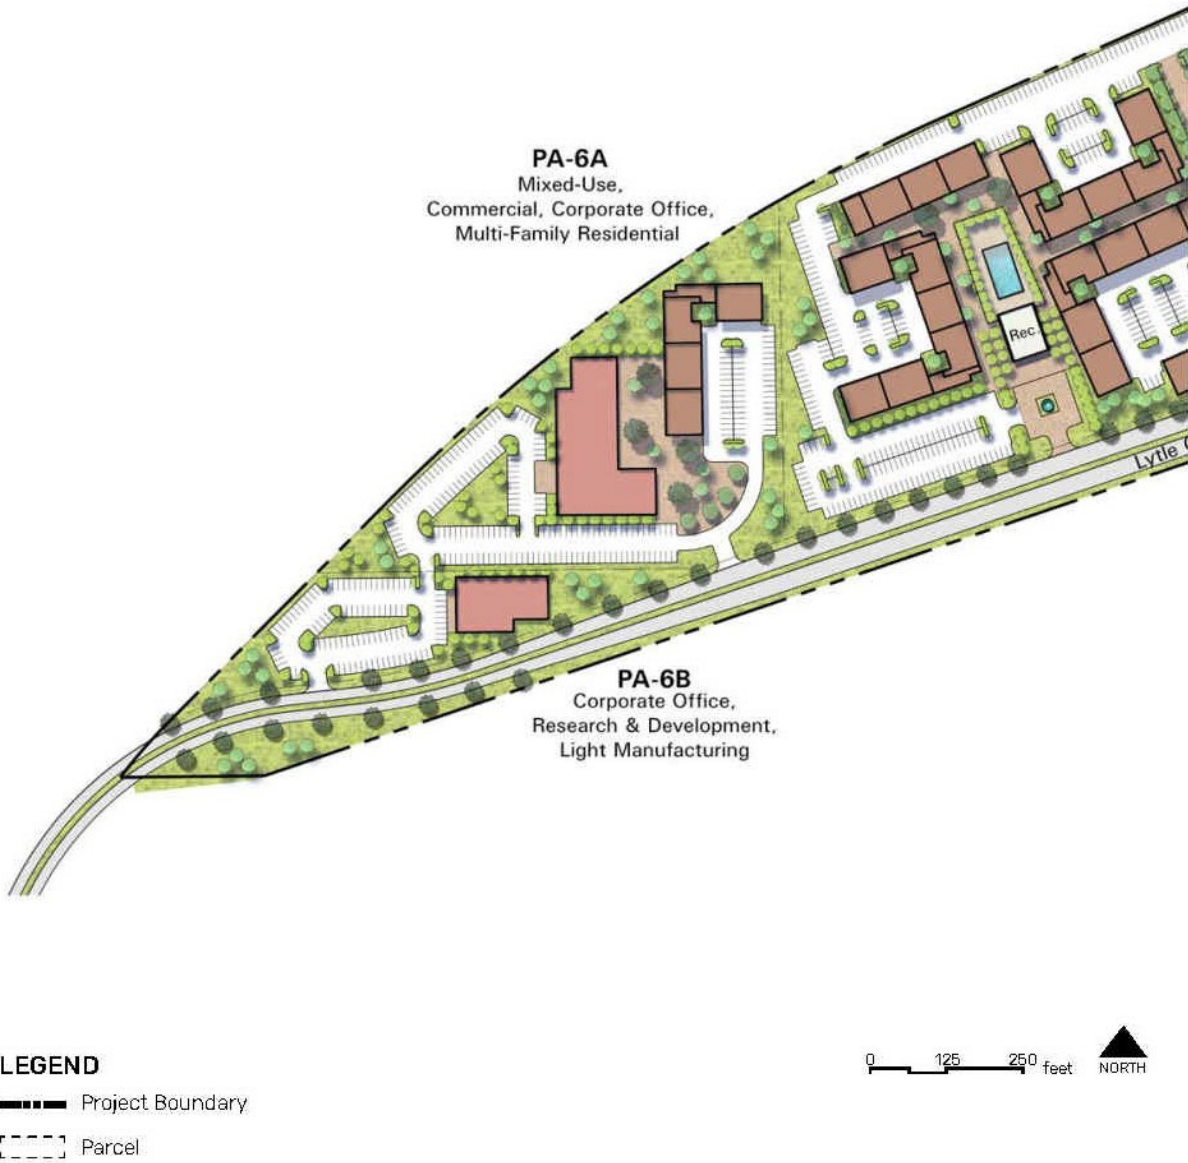 PA-6A
Mixed-Use,
Commercial, Corporate Office,
Multi-Family Residential
Rec.
Lytle
PA-6B
Corporate Office,
Research & Development,
Light Manufacturing
LEGEND
Project Boundary
Parcel
0 125 250 feet
NORTH